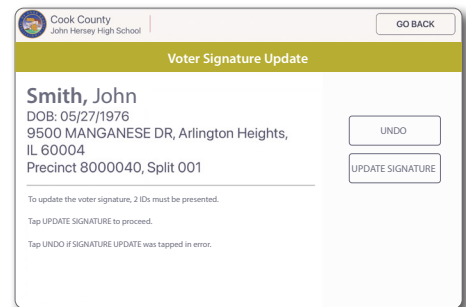 Cook County
John Hersey High School
GO BACK
Voter Signature Update
Smith, John
DOB: 05/27/1976
9500 MANGANESE DR, Arlington Heights,
IL 60004
Precinct 8000040, Split 001
UNDO
UPDATE SIGNATURE
To update the voter signature, 2 IDs must be presented.
Tap UPDATE SIGNATURE to proceed.
Tap UNDO if SIGNATURE UPDATE was tapped in error.